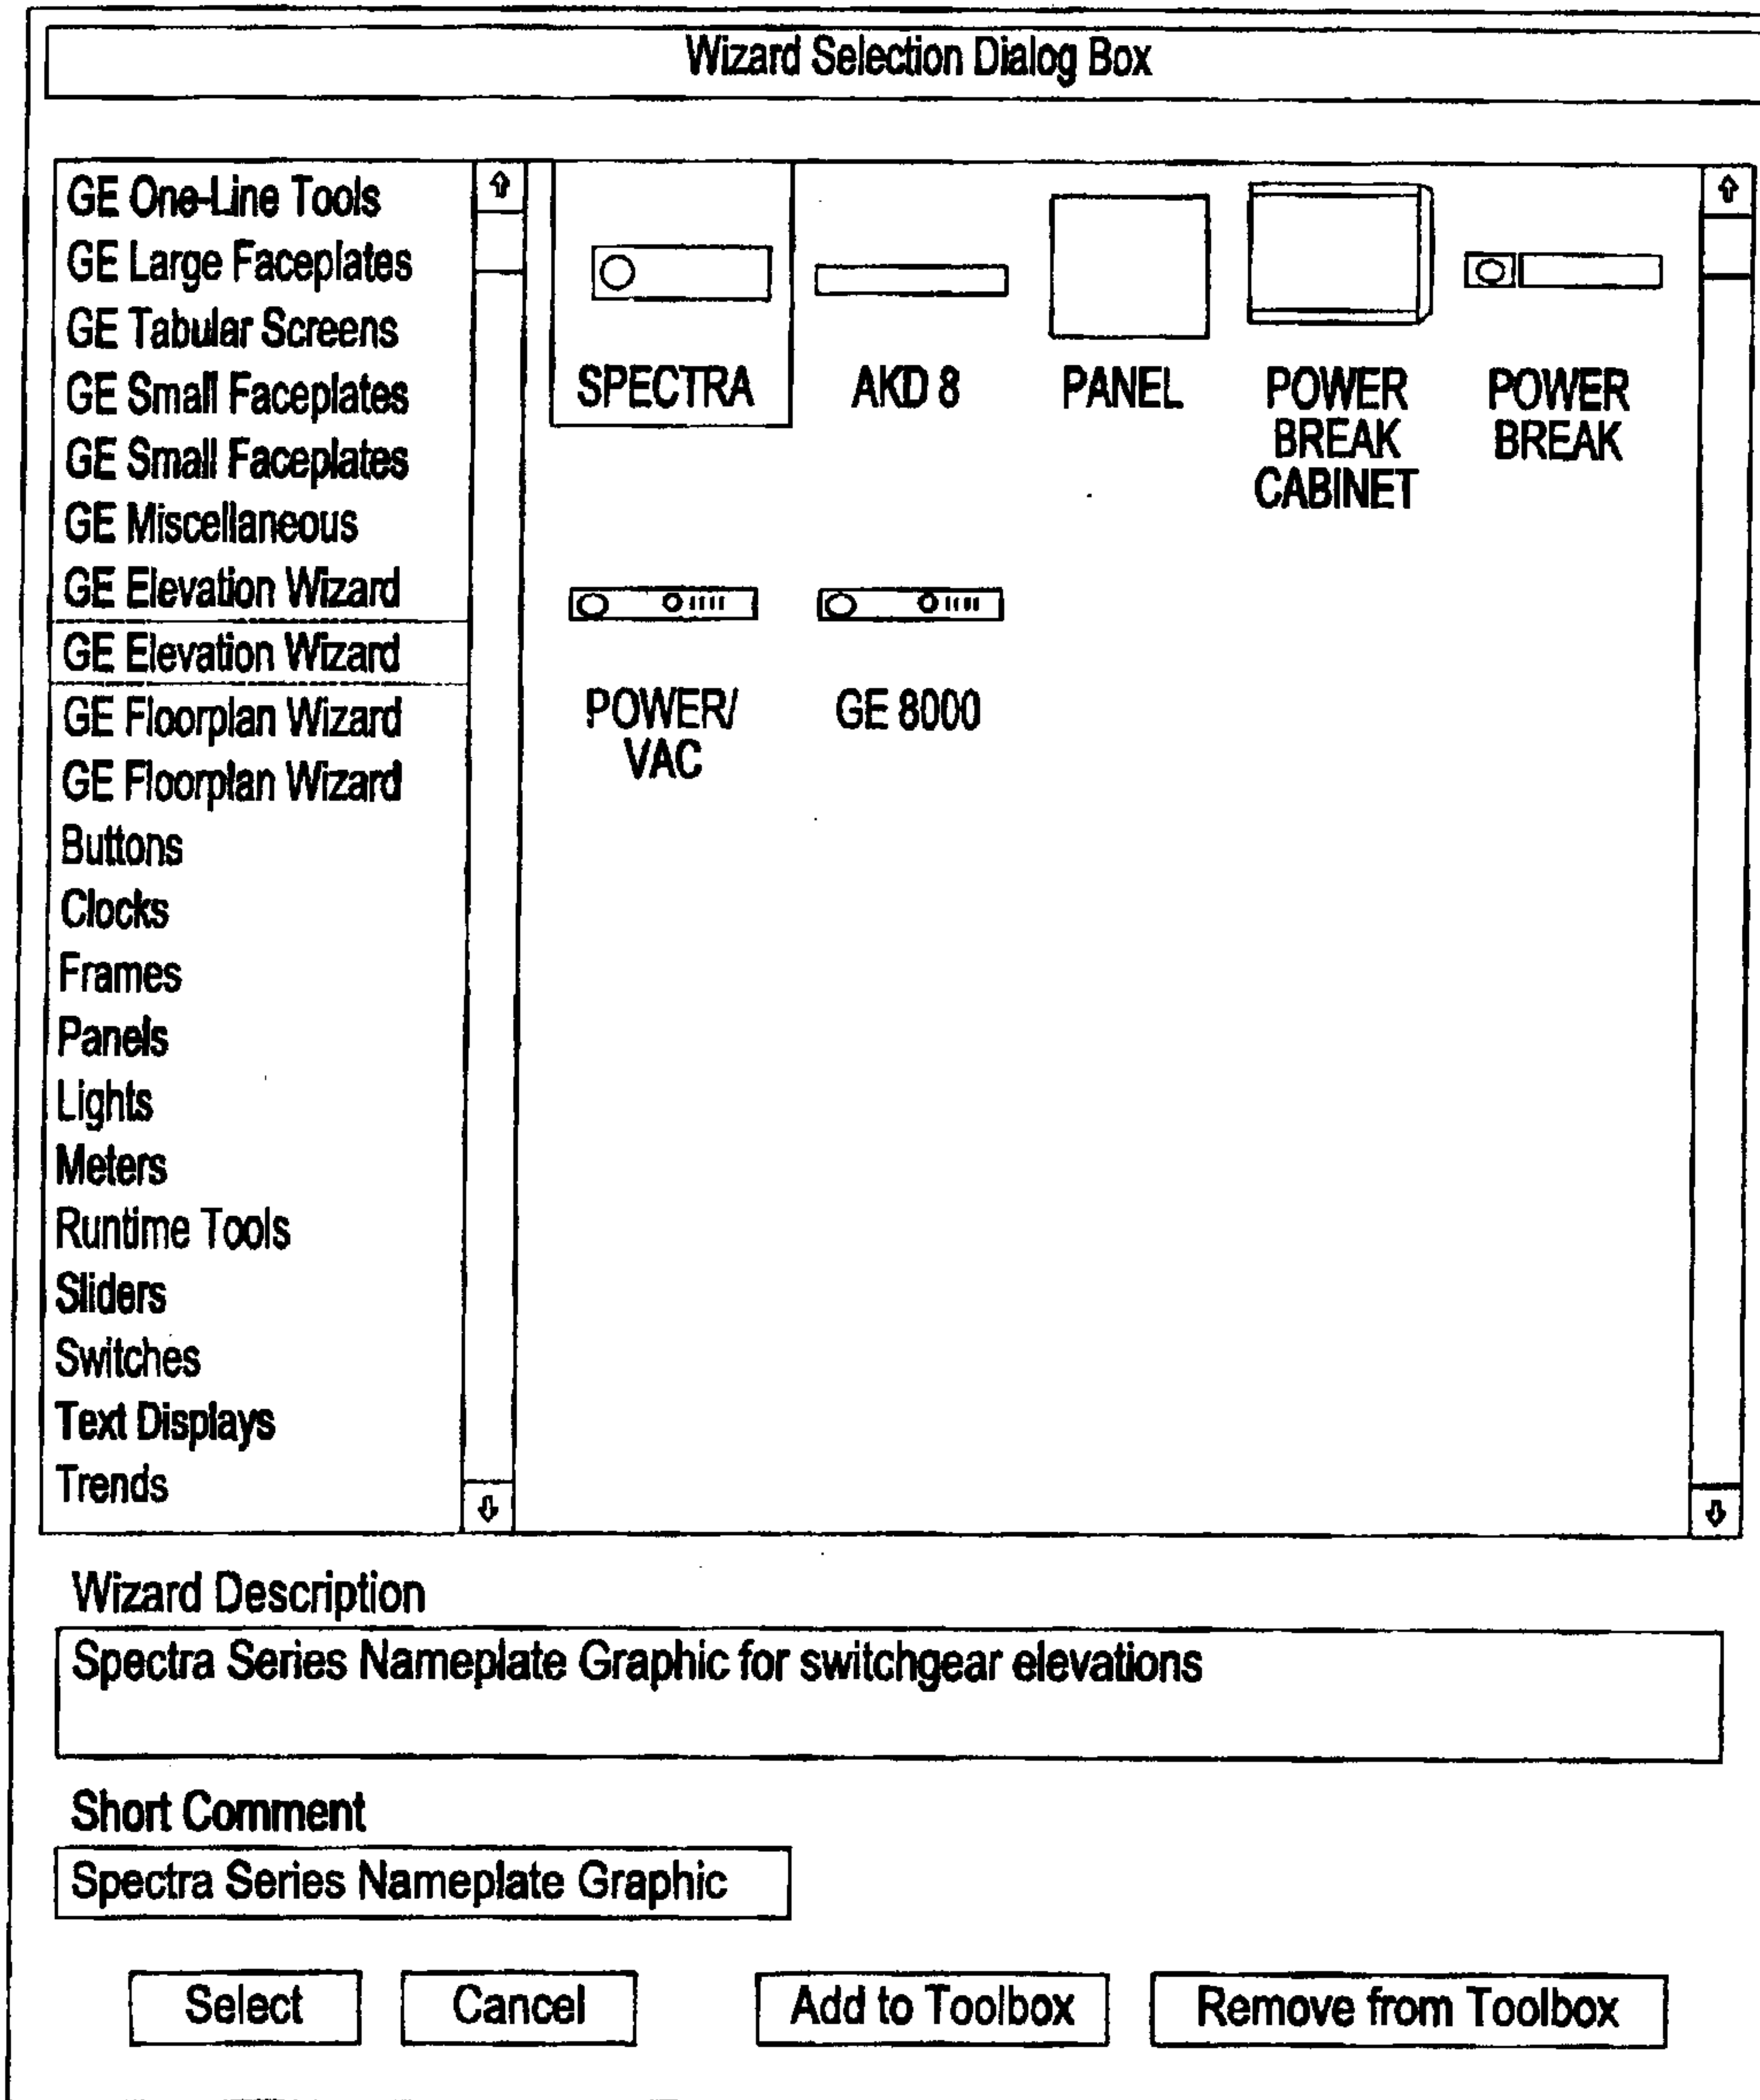 Wizard Selection Dialog Box
GE One-Line Tools
GE Large Faceplates
GE Tabular Screens
GE Small Faceplates
GE Small Faceplates
GE Miscellaneous
GE Elevation Wizard
GE Elevation Wizard
GE Floorplan Wizard
GE Floorplan Wizard
Buttons
Clocks
Frames
Panels
Lights
Meters
Runtime Tools
Sliders
Switches
Text Displays
Trends
SPECTRA
AKD 8
PANEL
POWER
BREAK
CABINET
POWER
BREAK
POWER/
VAC
GE 8000
Wizard Description
Spectra Series Nameplate Graphic for switchgear elevations
Short Comment
Spectra Series Nameplate Graphic
Select
Cancel
Add to Toolbox
Remove from Toolbox